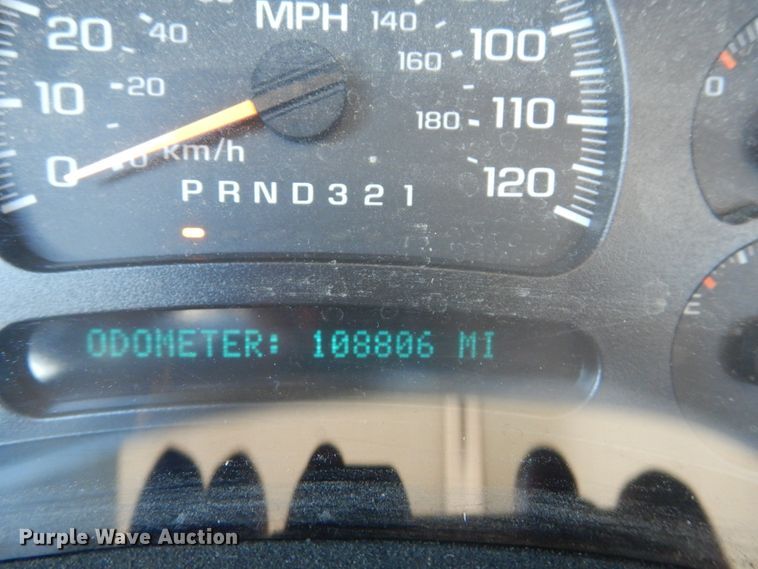 MPH
20 40 140 100
160
10 20 180 110
0 km/h 120
PRND321
0
E
ODOMETER: 108806 MI
Purple Wave Auction